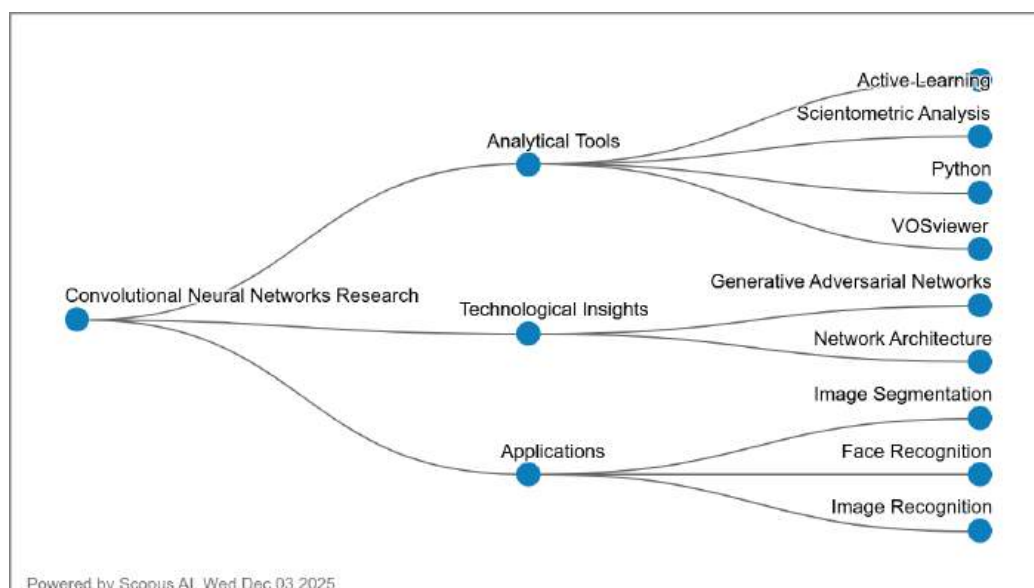 Active Learning
Scientometric Analysis
Analytical Tools
Python
VOSviewer
Generative Adversarial Networks
Convolutional Neural Networks Research
Technological Insights
Network Architecture
Image Segmentation
Applications
Face Recognition
Image Recognition
Powered by Scopus AI, Wed Dec 03 2025